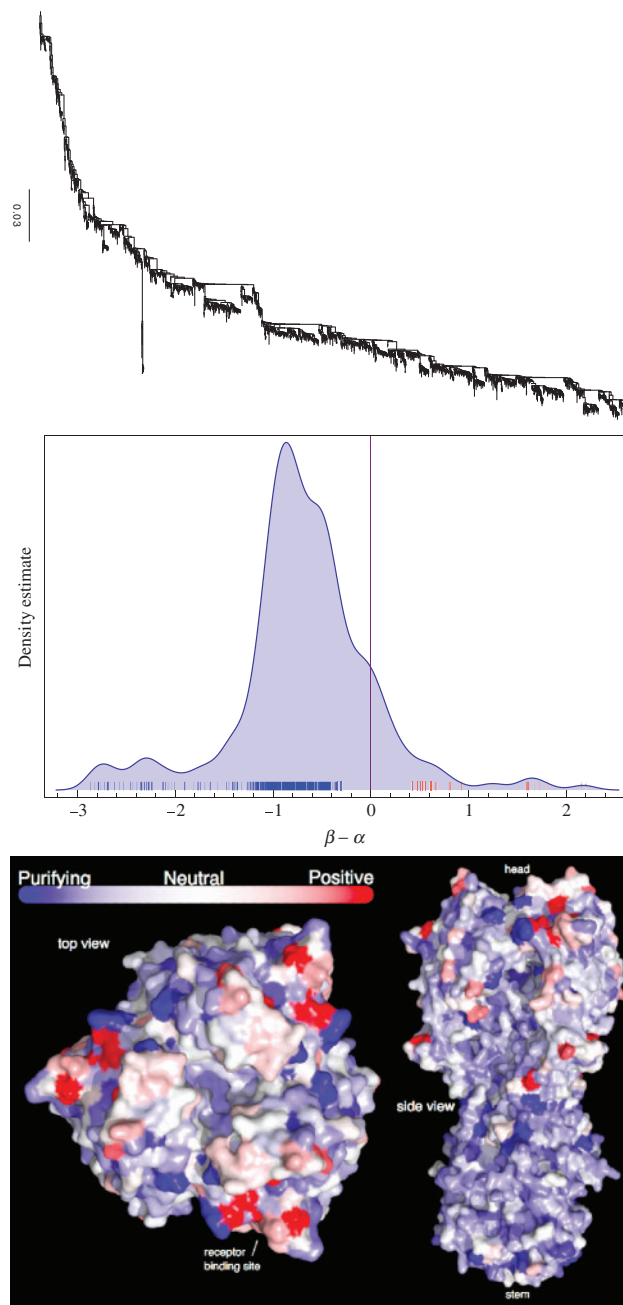 0.03
Density estimate
−3 −2 −1 0 1 2
β – α
Purifying Neutral Positive
top view
head
side view
receptor
binding site
stem